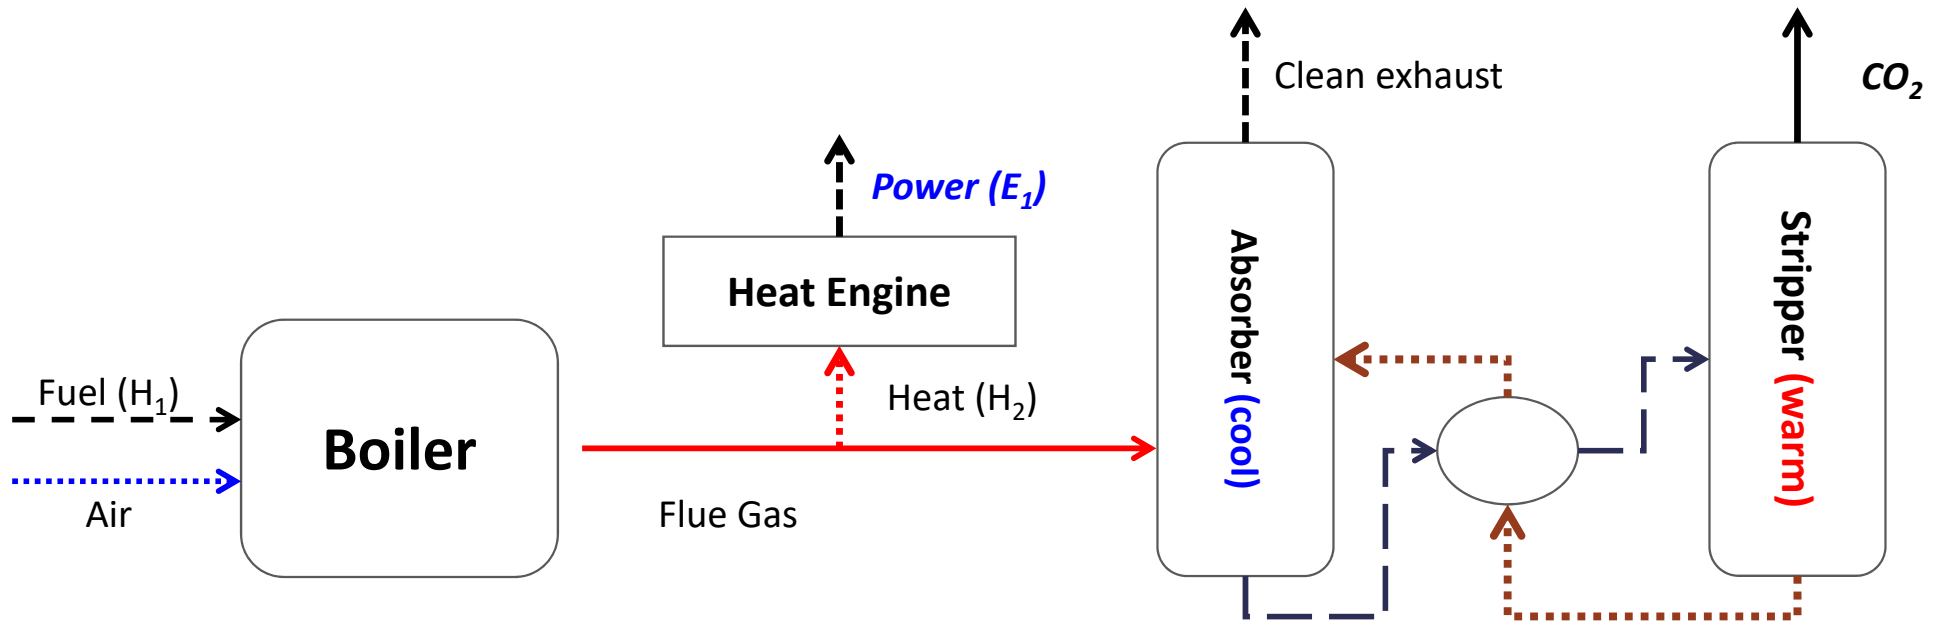 Fuel (H₁)
Air
Boiler
Flue Gas
Heat Engine
Power (E₁)
Heat (H₂)
Clean exhaust
Absorber (cool)
Stripper (warm)
CO₂